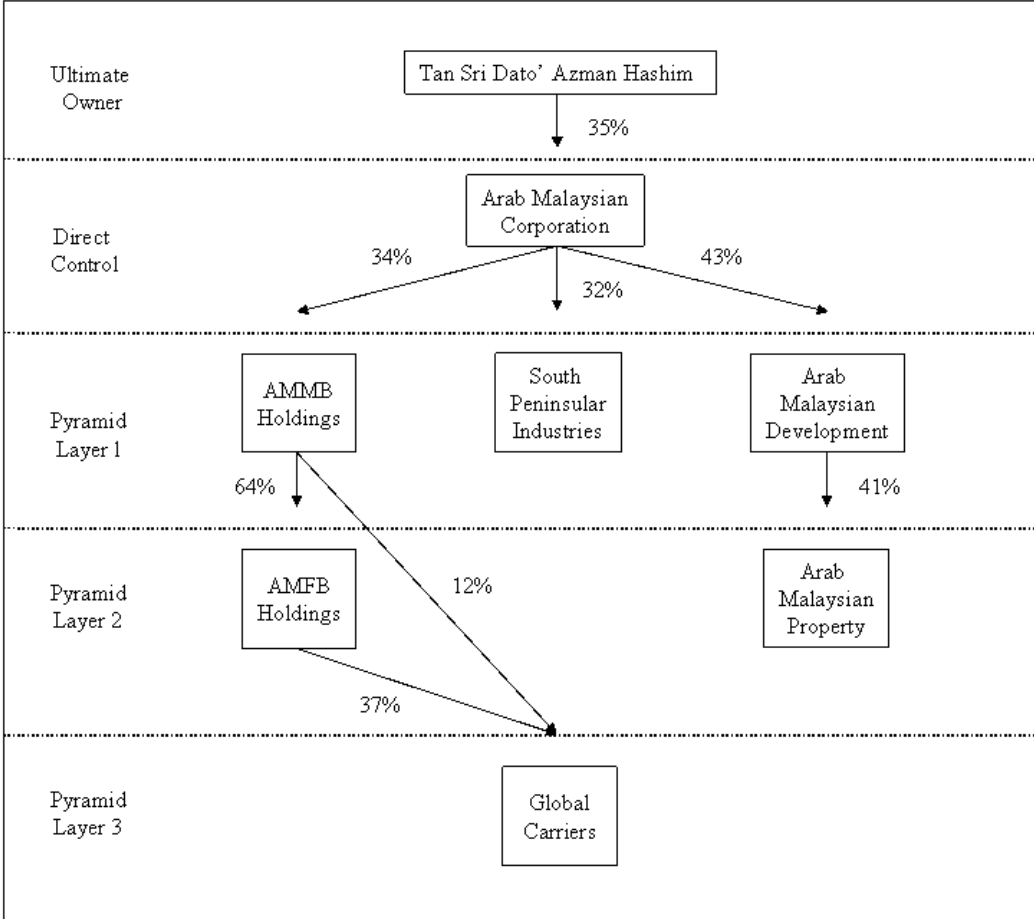 Ultimate
Owner
Tan Sri Dato’ Azman Hashim
35%
Direct
Control
Arab Malaysian
Corporation
34%
32%
43%
Pyramid
Layer 1
AMMB
Holdings
South
Peninsular
Industries
Arab
Malaysian
Development
64%
41%
Pyramid
Layer 2
AMFB
Holdings
12%
Arab
Malaysian
Property
37%
Pyramid
Layer 3
Global
Carriers